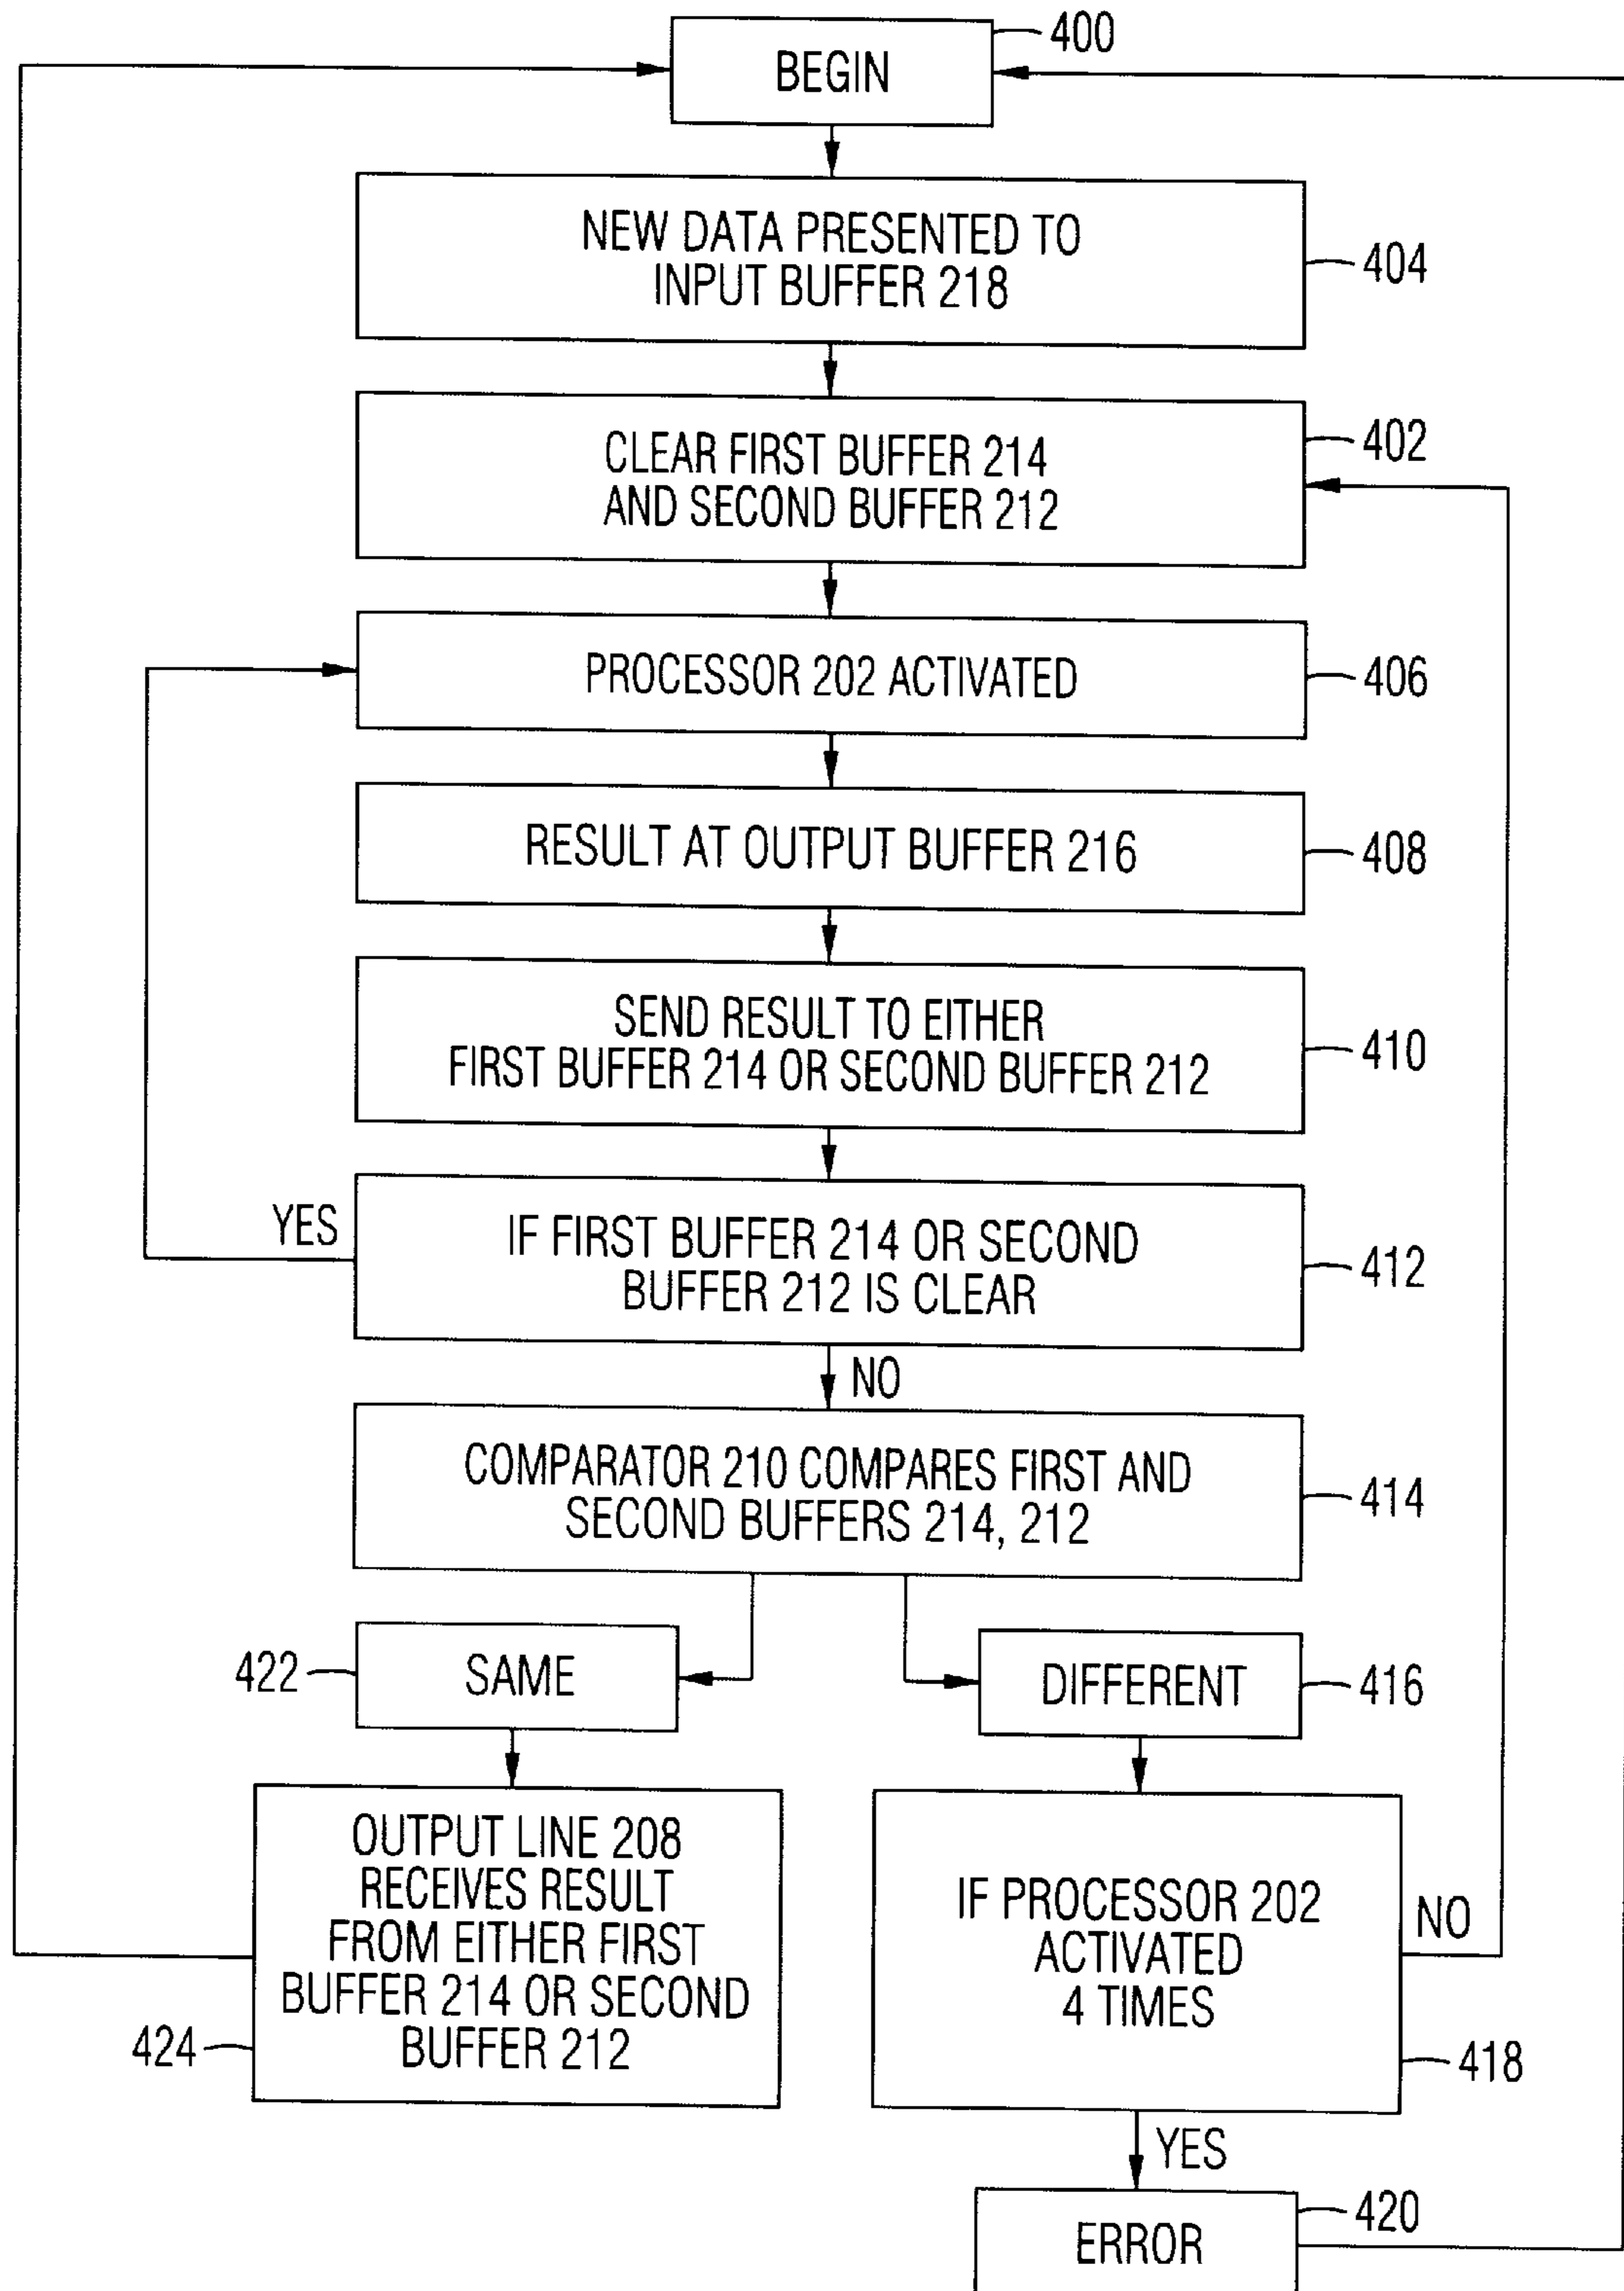 BEGIN
400
NEW DATA PRESENTED TO
INPUT BUFFER 218
404
CLEAR FIRST BUFFER 214
AND SECOND BUFFER 212
402
PROCESSOR 202 ACTIVATED
406
RESULT AT OUTPUT BUFFER 216
408
SEND RESULT TO EITHER
FIRST BUFFER 214 OR SECOND BUFFER 212
410
YES
IF FIRST BUFFER 214 OR SECOND
BUFFER 212 IS CLEAR
412
NO
COMPARATOR 210 COMPARES FIRST AND
SECOND BUFFERS 214, 212
414
422
SAME
DIFFERENT
416
OUTPUT LINE 208
RECEIVES RESULT
FROM EITHER FIRST
BUFFER 214 OR SECOND
BUFFER 212
424
IF PROCESSOR 202
ACTIVATED
4 TIMES
NO
418
YES
ERROR
420